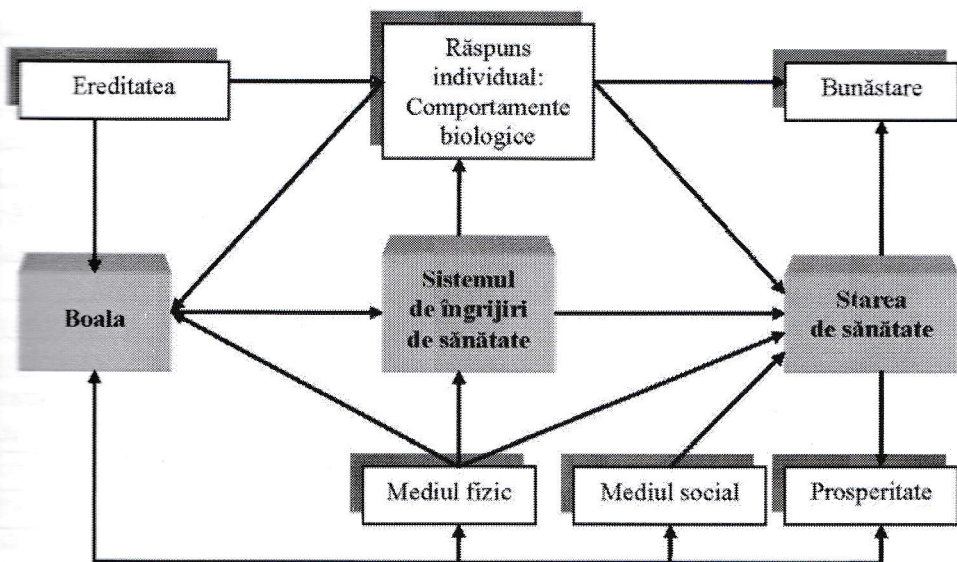 Ereditatea
Răspuns
individual:
Comportamente
biologice
Bunăstare
Boala
Sistemul
de îngrijiri
de sănătate
Starea
de sănătate
Mediul fizic
Mediul social
Prosperitate